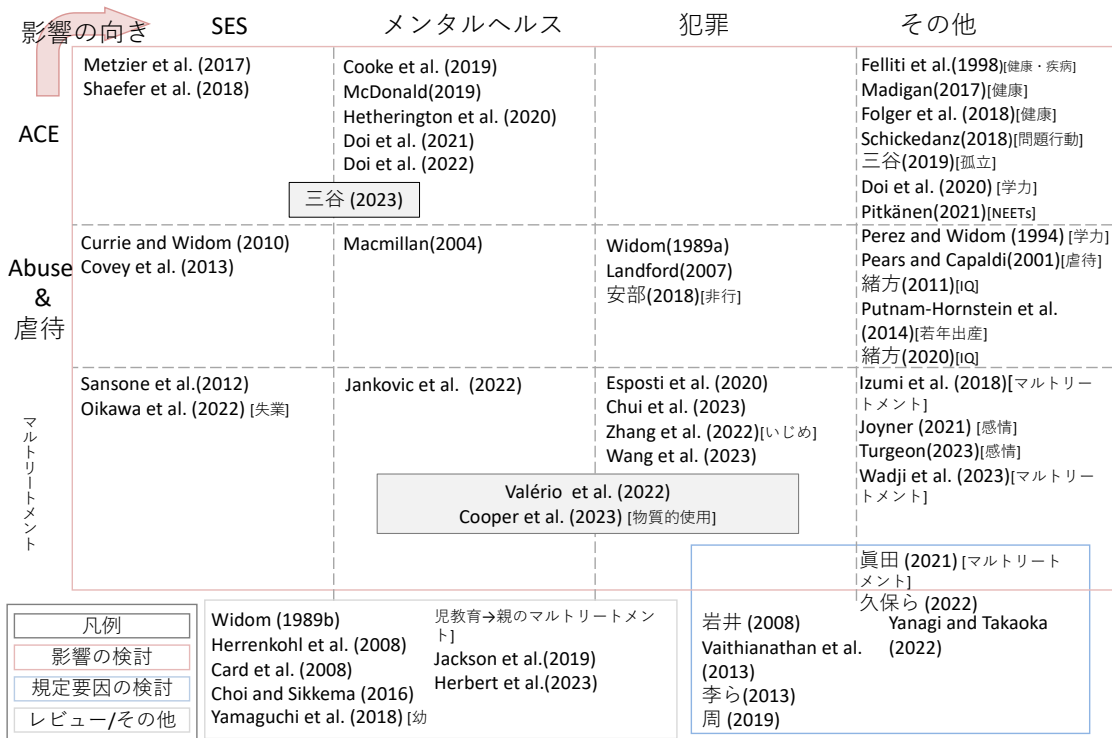 影響の向き
SES
メンタルヘルス
犯罪
その他
ACE
Metzier et al. (2017)
Shaefer et al. (2018)
Cooke et al. (2019)
McDonald(2019)
Hetherington et al. (2020)
Doi et al. (2021)
Doi et al. (2022)
三谷 (2023)
Felliti et al.(1998)[健康・疾病]
Madigan(2017)[健康]
Folger et al. (2018)[健康]
Schickedanz(2018)[問題行動]
三谷(2019)[孤立]
Doi et al. (2020) [学力]
Pitkänen(2021)[NEETs]
Abuse
&
虐待
Currie and Widom (2010)
Covey et al. (2013)
Macmillan(2004)
Widom(1989a)
Landford(2007)
安部(2018)[非行]
Perez and Widom (1994) [学力]
Pears and Capaldi(2001)[虐待]
緒方(2011)[IQ]
Putnam-Hornstein et al.
(2014)[若年出産]
緒方(2020)[IQ]
マルトリートメント
Sansone et al.(2012)
Oikawa et al. (2022) [失業]
Jankovic et al. (2022)
Esposti et al. (2020)
Chui et al. (2023)
Zhang et al. (2022)[いじめ]
Wang et al. (2023)
Izumi et al. (2018)[マルトリート
メント]
Joyner (2021) [感情]
Turgeon(2023)[感情]
Wadji et al. (2023)[マルトリー
トメント]
Valério et al. (2022)
Cooper et al. (2023) [物質的使用]
眞田 (2021) [マルトリート
メント]
久保ら (2022)
Yanagi and Takaoka
(2022)
岩井 (2008)
Vaithianathan et al.
(2013)
李ら(2013)
周 (2019)
凡例
影響の検討
規定要因の検討
レビュー/その他
Widom (1989b)
Herrenkohl et al. (2008)
Card et al. (2008)
Choi and Sikkema (2016)
Yamaguchi et al. (2018) [幼
児教育→親のマルトリートメン
ト]
Jackson et al.(2019)
Herbert et al.(2023)